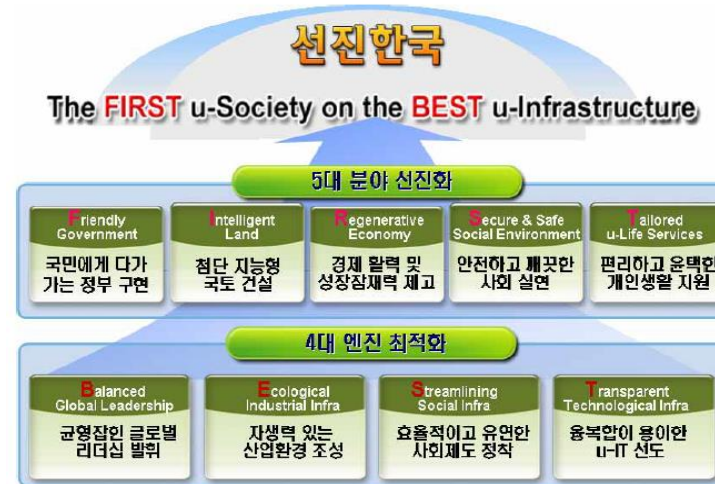 선진한국
The FIRST u-Society on the BEST u-Infrastructure
5대 분야 선진화
Friendly
Government
국민에게 다가
가는 정부 구현
Intelligent
Land
첨단 지능형
국토 건설
Regenerative
Economy
경제 활력 및
성장잠재력 제고
Secure & Safe
Social Environment
안전하고 깨끗한
사회 실현
Tailored
u-Life Services
편리하고 윤택한
개인생활 지원
4대 엔진 최적화
Balanced
Global Leadership
균형잡힌 글로벌
리더십 발휘
Ecological
Industrial Infra
자생력 있는
산업환경 조성
Streamlining
Social Infra
효율적이고 유연한
사회제도 정착
Transparent
Technological Infra
융복합이 용이한
u-IT 선도